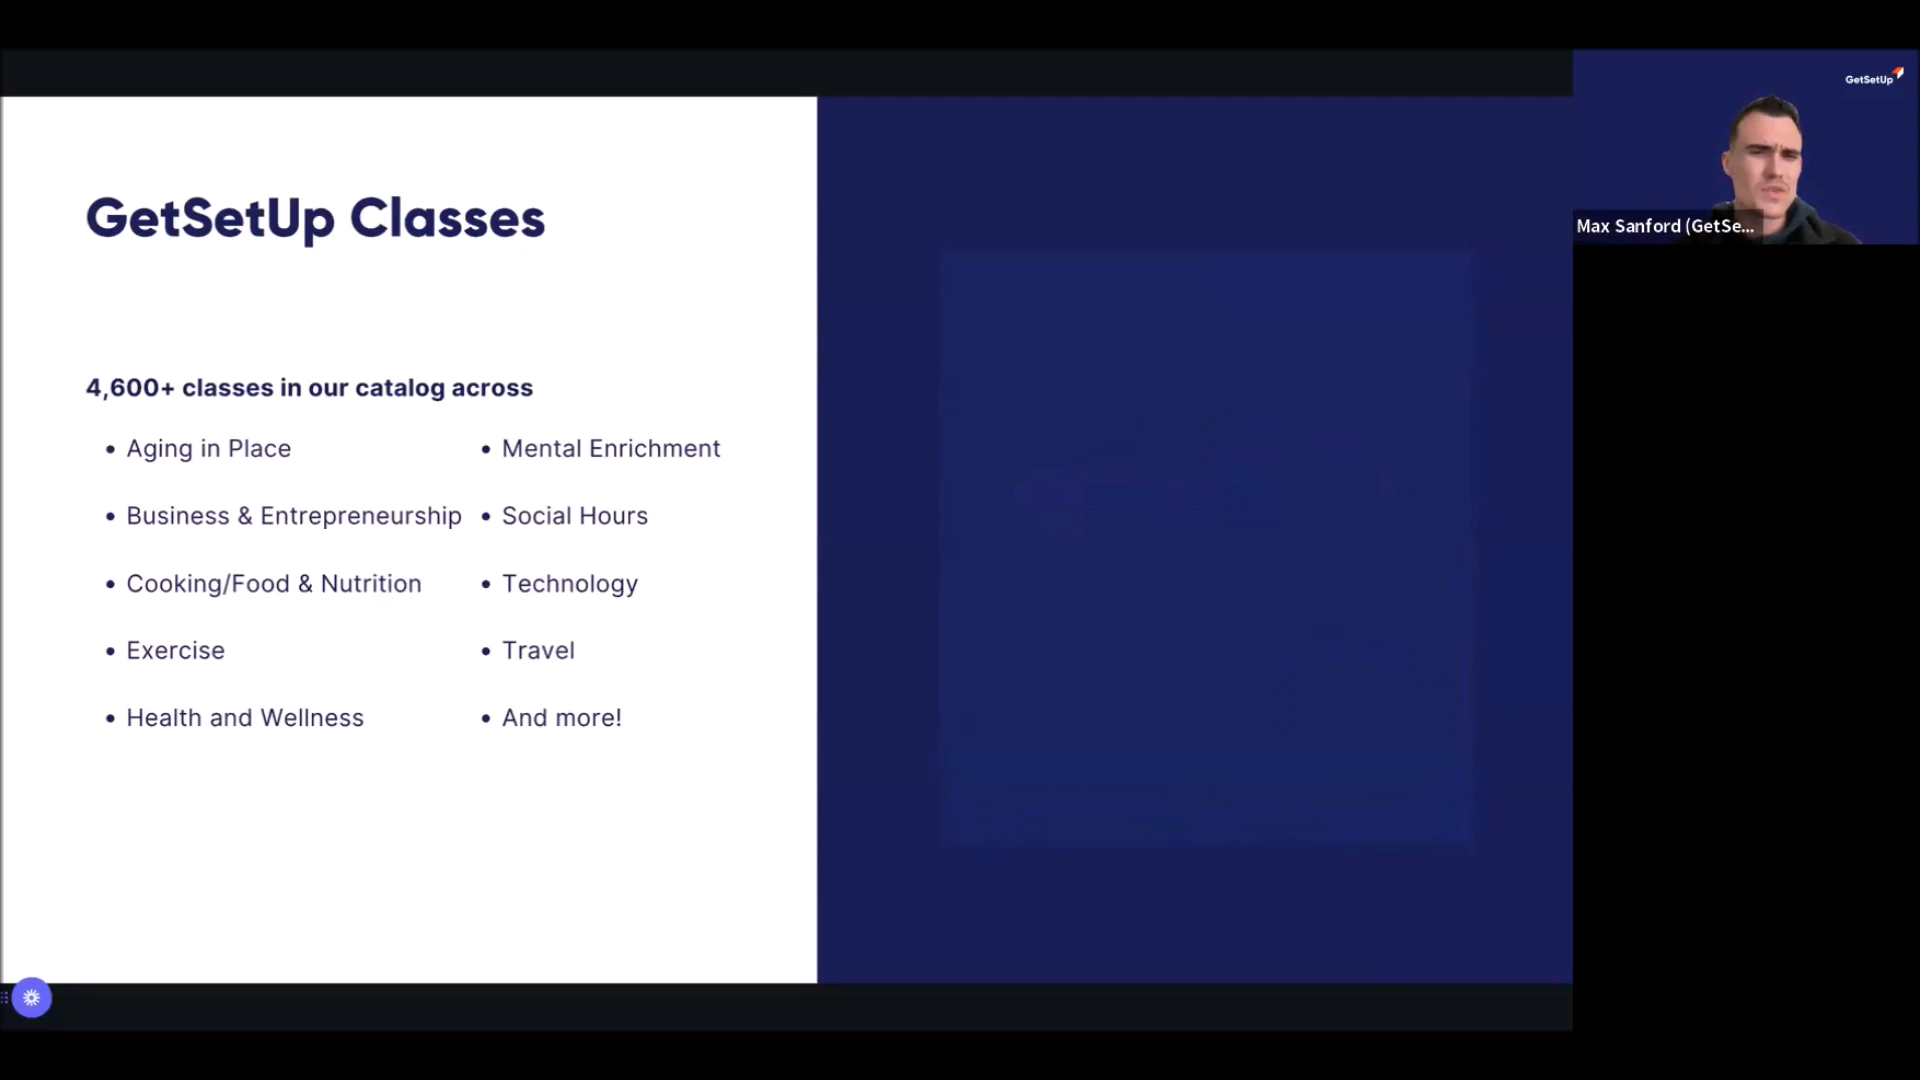 GetSetUp Classes
4,600+ classes in our catalog across
• Aging in Place
• Business & Entrepreneurship
• Cooking/Food & Nutrition
• Exercise
• Health and Wellness
• Mental Enrichment
• Social Hours
• Technology
• Travel
• And more!
GetSetUp
Max Sanford (GetSe...